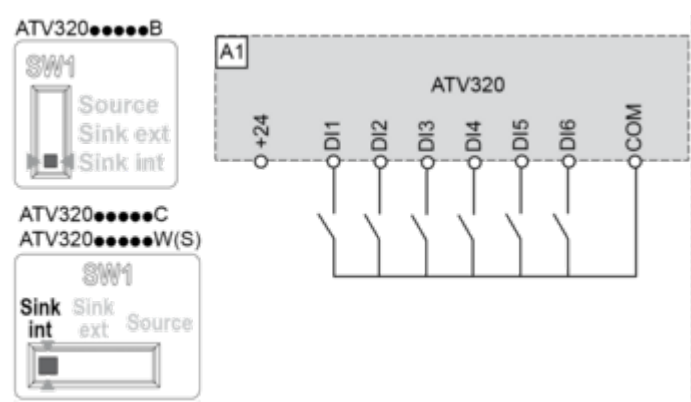 ATV320●●●●●B
SW1
Source
Sink ext
Sink int
ATV320●●●●●C
ATV320●●●●●W(S)
SW1
Sink int
Sink ext
Source
A1
ATV320
+24
DI1
DI2
DI3
DI4
DI5
DI6
COM